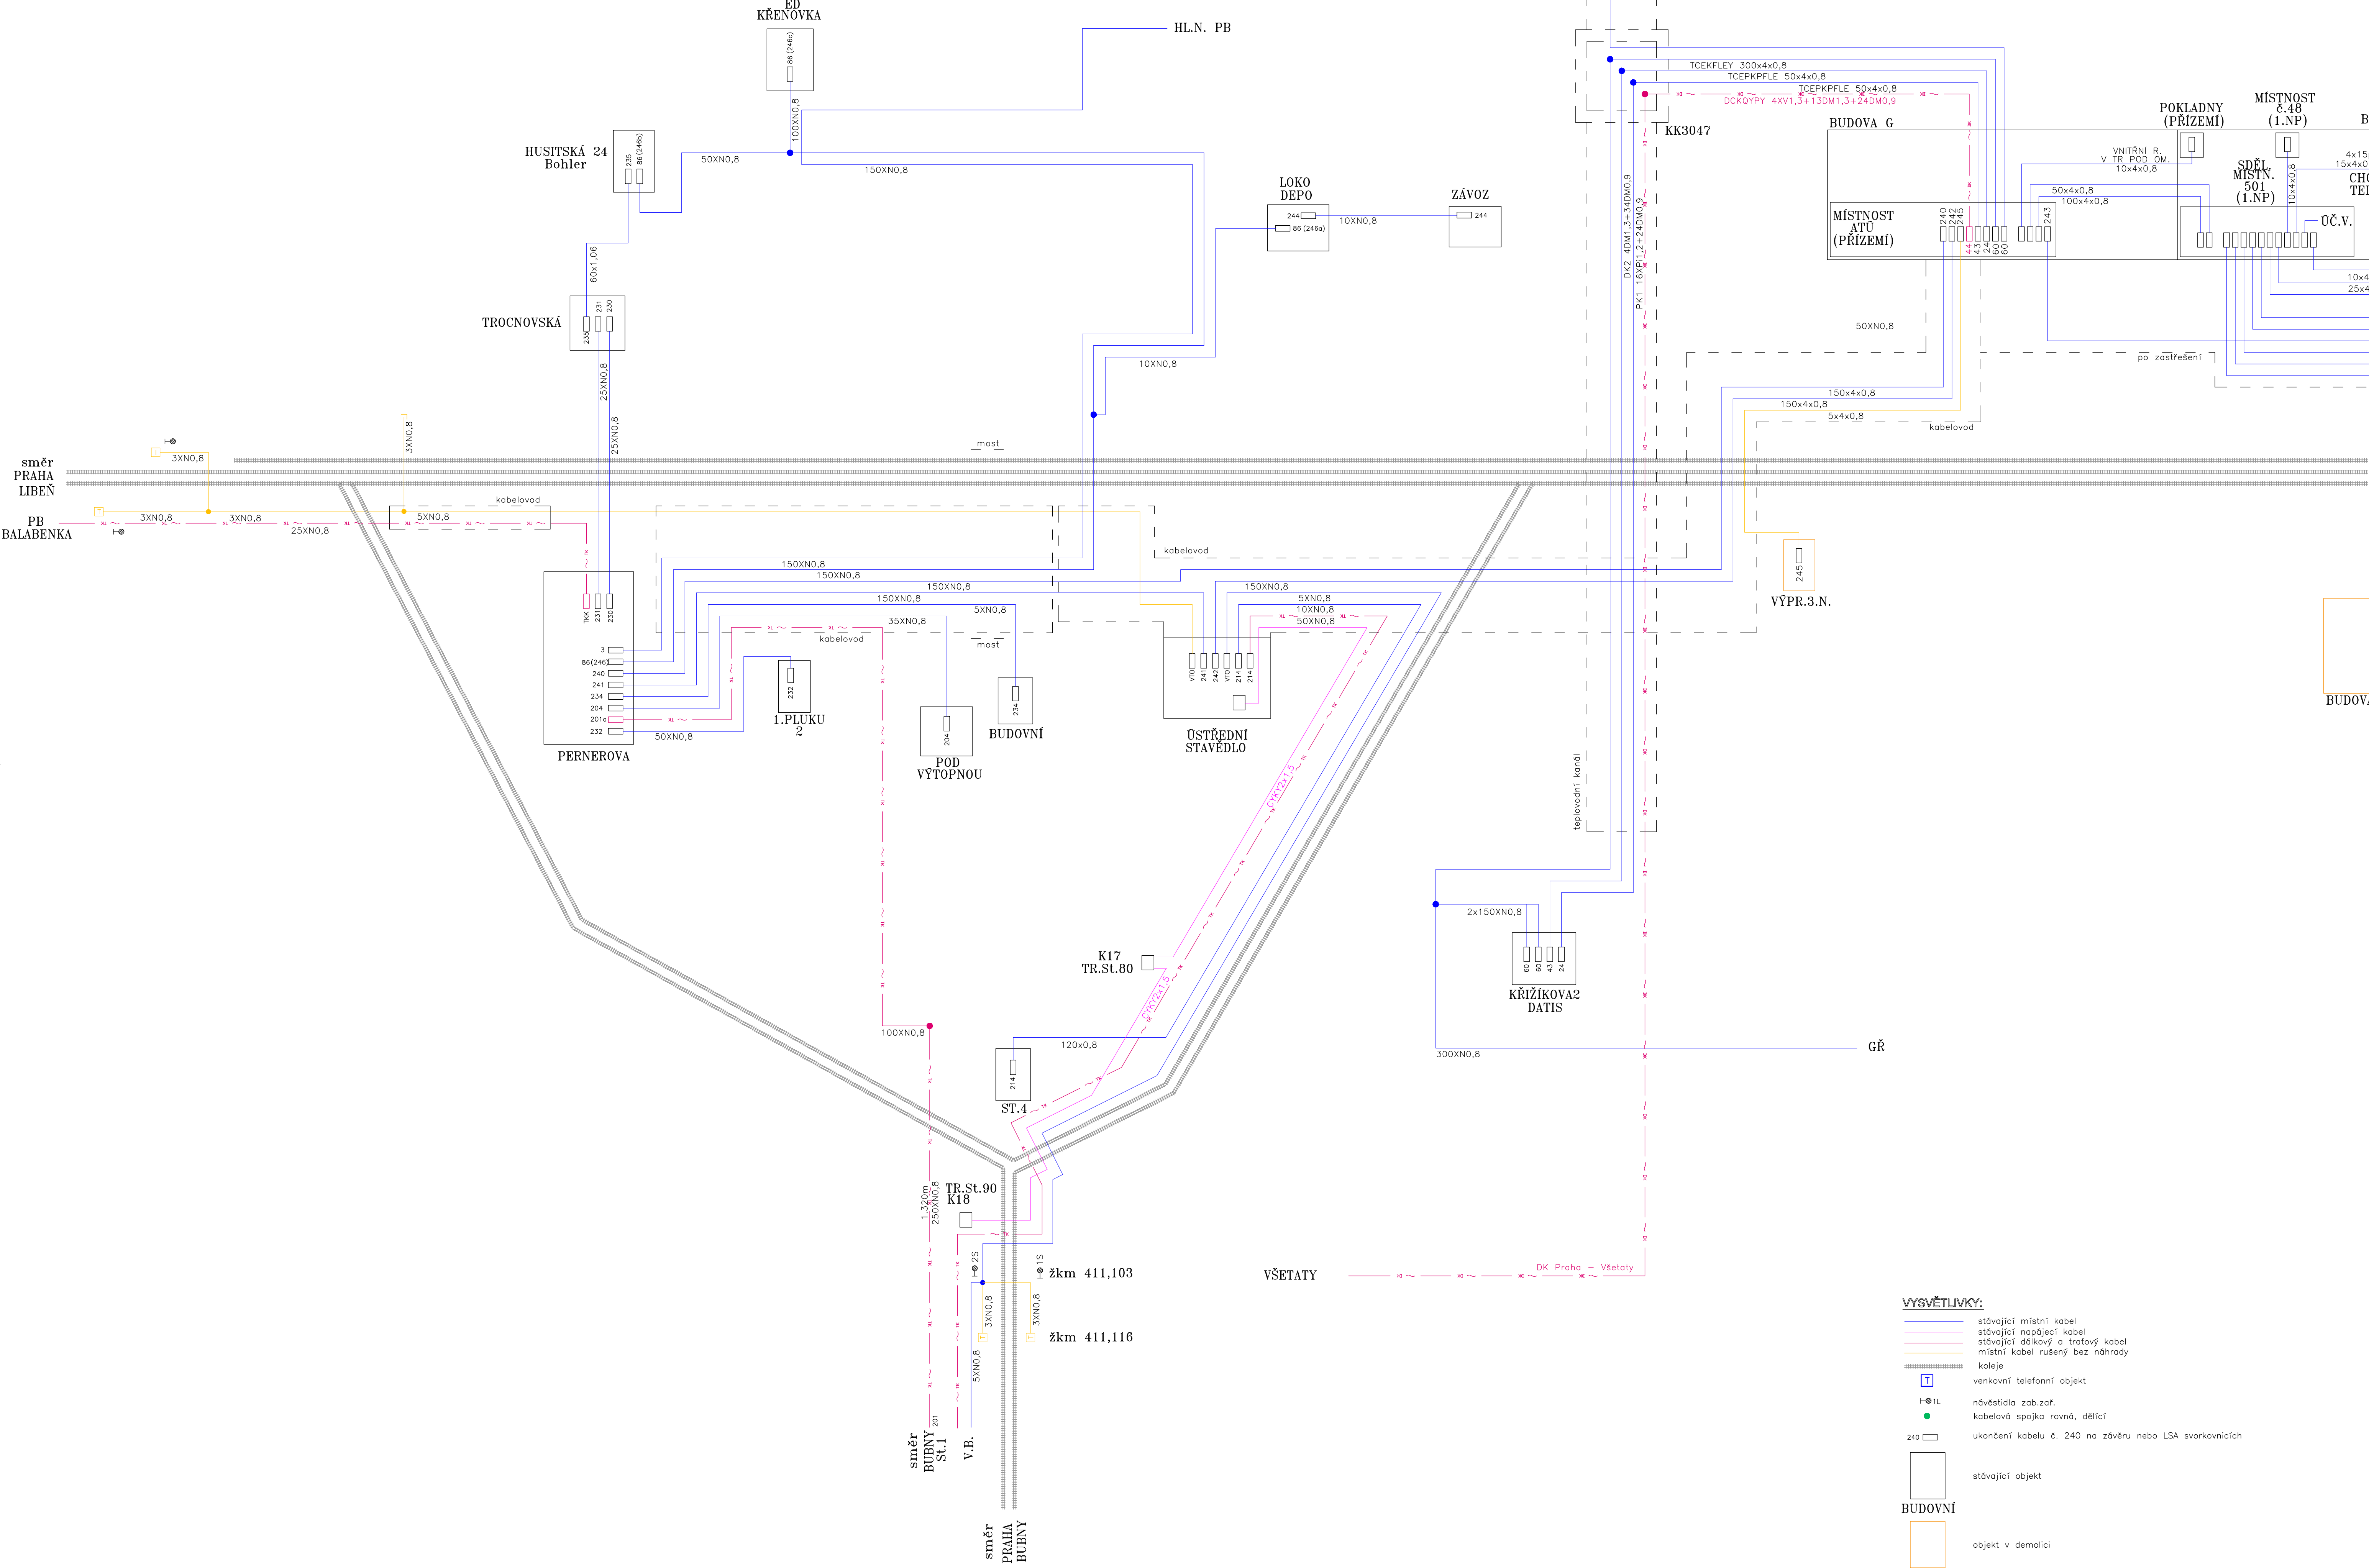 ED
KŘENOVKA
86 (246c)
100XN0,8
HL.N. PB
HUSITSKÁ 24
Bohler
235
86(246b)
50XN0,8
150XN0,8
60x1,06
TROCNOVSKÁ
235
231
230
25XN0,8
25XN0,8
LOKO
DEPO
244
86 (246a)
10XN0,8
ZÁVOZ
244
10XN0,8
TCEKFLEY 300x4x0,8
TCEPKPFLE 50x4x0,8
TCEPKPFLE 50x4x0,8
DCKQYPY 4XV1,3+13DM1,3+24DM0,9
KK3047
DK2 4DM1,3+34DM0,9
PK1 16XPi1,2+24DM0,9
BUDOVA G
MÍSTNOST
ATÚ
(PŘÍZEMÍ)
240
242
245
44
43
24
60
60
243
VNITŘNÍ R.
V TR POD OM.
10x4x0,8
50x4x0,8
100x4x0,8
POKLADNY
(PŘÍZEMÍ)
MÍSTNOST
č.48
(1.NP)
SDĚL.
MÍSTN.
501
(1.NP)
10x4x0,8
ÚČ.V.
B
4x15p
15x4x0
CHO
TEL
10x4
25x4
50XN0,8
po zastřešení
150x4x0,8
150x4x0,8
5x4x0,8
kabelovod
most
směr
PRAHA
LIBEŇ
T
3XN0,8
3XN0,8
T
3XN0,8
3XN0,8
5XN0,8
kabelovod
PB
BALABENKA
25XN0,8
kabelovod
PERNEROVA
TKK
231
230
3
86(246)
240
241
234
204
201a
232
150XN0,8
150XN0,8
150XN0,8
150XN0,8
5XN0,8
35XN0,8
kabelovod
50XN0,8
most
232
1.PLUKU
2
204
POD
VÝTOPNOU
234
BUDOVNÍ
150XN0,8
5XN0,8
10XN0,8
50XN0,8
VTO
241
242
VTO
214
214
ÚSTŘEDNÍ
STAVĚDLO
245
VÝPR.3.N.
BUDOVA
teplovodní kanál
CYKY2x1,5
K17
TR.St.80
CYKY2x1,5
2x150XN0,8
60
60
43
24
KŘIŽÍKOVA2
DATIS
300XN0,8
GŘ
100XN0,8
120x0,8
214
ST.4
1,320m
250XN0,8
TR.St.90
K18
2S
1S
žkm 411,103
3XN0,8
3XN0,8
T
T
žkm 411,116
5XN0,8
VŠETATY
DK Praha – Všetaty
201
směr
BUBNY
St.1
V.B.
směr
PRAHA
BUBNY
VYSVĚTLIVKY:
stávající místní kabel
stávající napájecí kabel
stávající dálkový a traťový kabel
místní kabel rušený bez náhrady
koleje
T
venkovní telefonní objekt
1L
návěstidla zab.zař.
kabelová spojka rovná, dělící
240
ukončení kabelu č. 240 na závěru nebo LSA svorkovnicích
stávající objekt
BUDOVNÍ
objekt v demolici